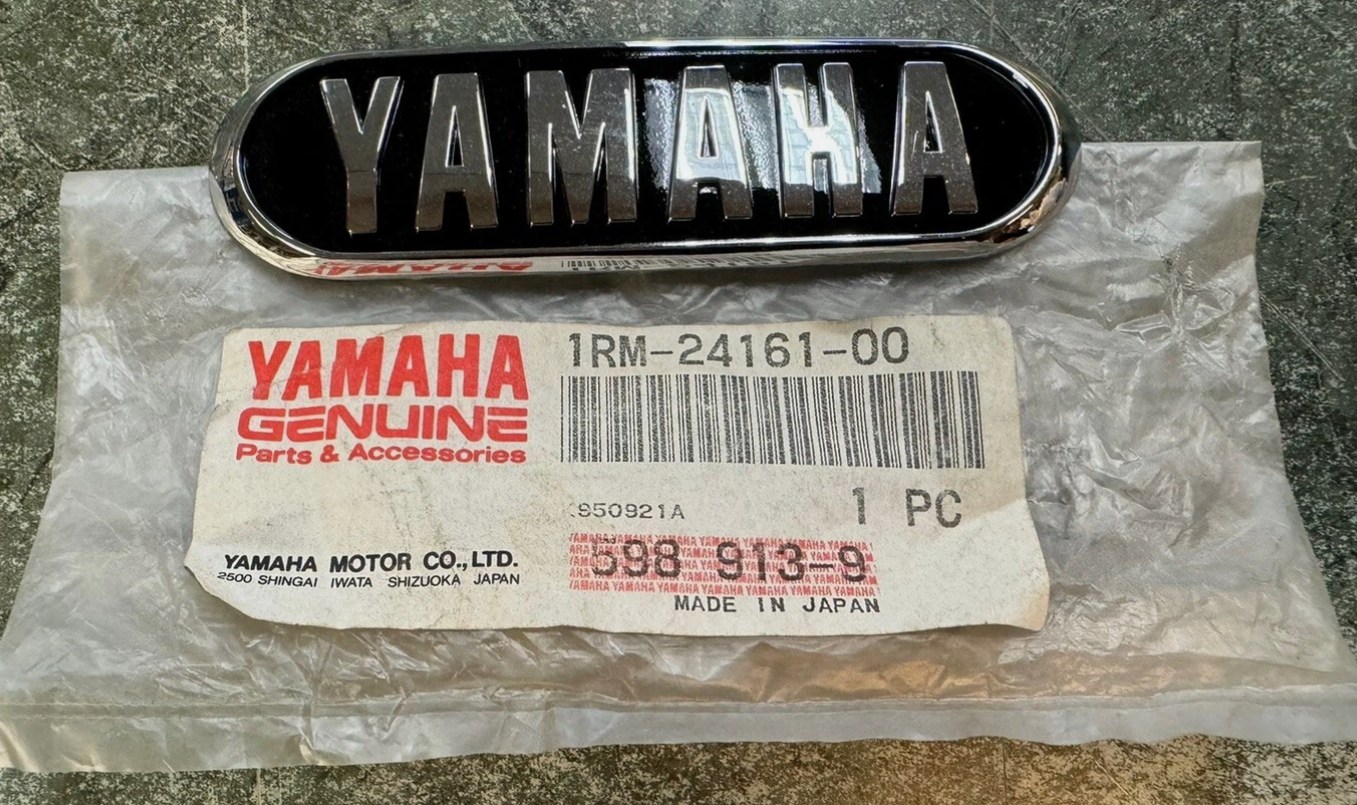 YAMAHA
YAMAHA
GENUINE
Parts & Accessories
YAMAHA MOTOR CO., LTD.
2500 SHINGAI IWATA SHIZUOKA JAPAN
1RM-24161-00
950921A
1 PC
598 913-9
MADE IN JAPAN